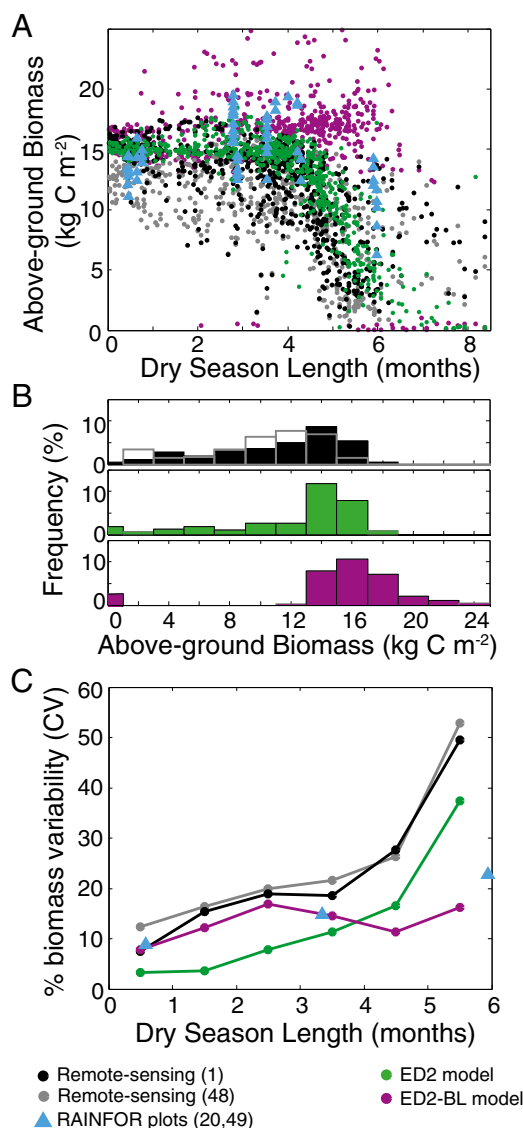 A
Above-ground Biomass
(kg C m⁻²)
20
15
10
5
0
0 2 4 6 8
Dry Season Length (months)
B
Frequency (%)
10
0
10
0
10
0
0 4 8 12 16 20 24
Above-ground Biomass (kg C m⁻²)
C
% biomass variability (CV)
60
50
40
30
20
10
0
0 1 2 3 4 5 6
Dry Season Length (months)
Remote-sensing (1)
Remote-sensing (48)
RAINFOR plots (20,49)
ED2 model
ED2-BL model